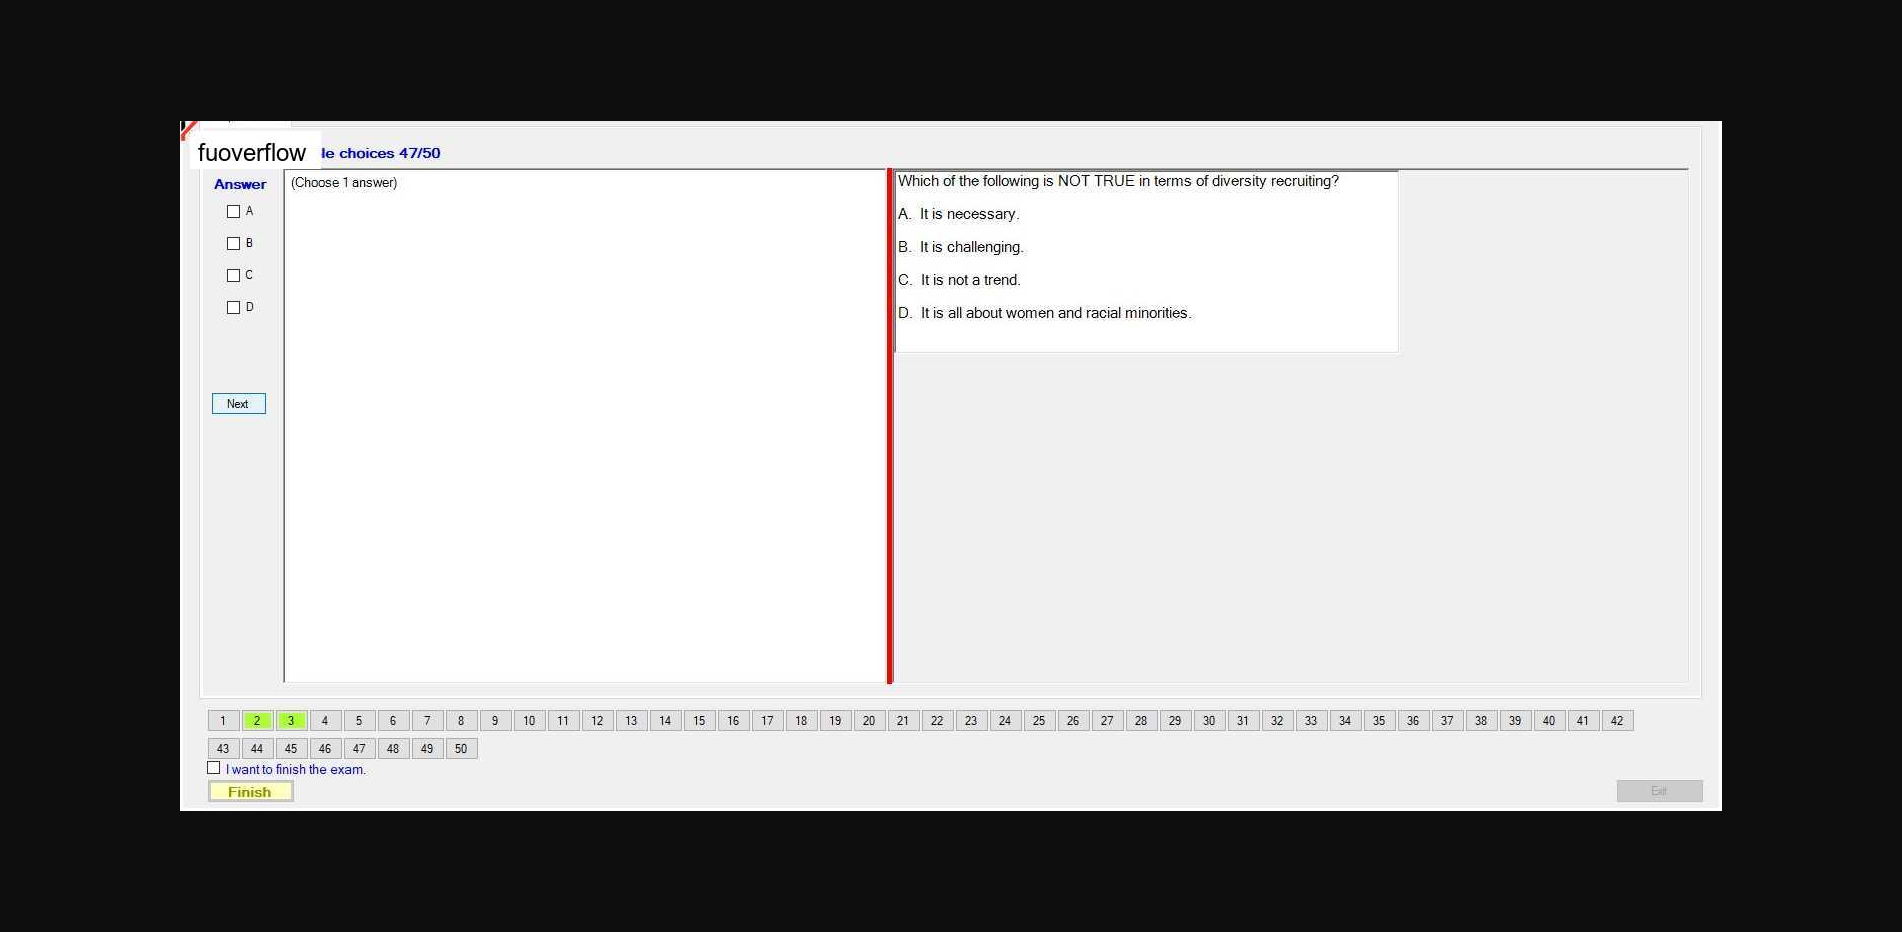 fuoverflow
le choices 47/50
Answer
(Choose 1 answer)
A
B
C
D
Next
Which of the following is NOT TRUE in terms of diversity recruiting?
A. It is necessary.
B. It is challenging.
C. It is not a trend.
D. It is all about women and racial minorities.
1 2 3 4 5 6 7 8 9 10 11 12 13 14 15 16 17 18 19 20 21 22 23 24 25 26 27 28 29 30 31 32 33 34 35 36 37 38 39 40 41 42
43 44 45 46 47 48 49 50
I want to finish the exam.
Finish
Exit